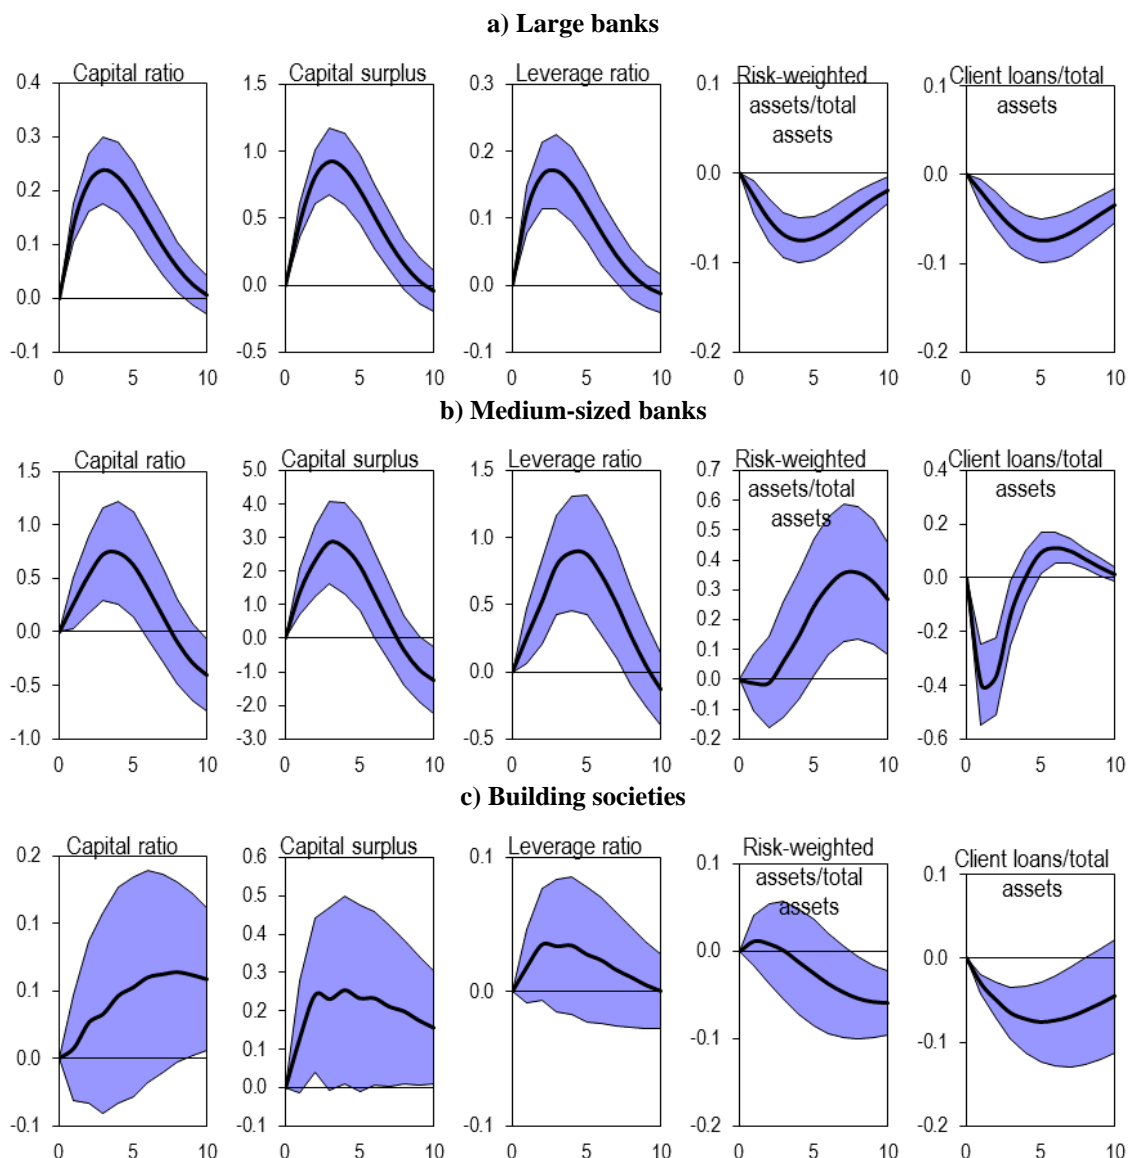 a) Large banks
Capital ratio
0.4
0.3
0.2
0.1
0.0
-0.1
0 5 10
Capital surplus
1.5
1.0
0.5
0.0
-0.5
0 5 10
Leverage ratio
0.3
0.2
0.1
0.0
-0.1
0 5 10
Risk-weighted
assets/total
assets
0.1
0.0
-0.1
-0.2
0 5 10
Client loans/total
assets
0.1
0.0
-0.1
-0.2
0 5 10
b) Medium-sized banks
Capital ratio
1.5
1.0
0.5
0.0
-0.5
-1.0
0 5 10
Capital surplus
5.0
4.0
3.0
2.0
1.0
0.0
-1.0
-2.0
-3.0
0 5 10
Leverage ratio
1.5
1.0
0.5
0.0
-0.5
0 5 10
Risk-weighted
assets/total
assets
0.7
0.6
0.5
0.4
0.3
0.2
0.1
0.0
-0.1
-0.2
0 5 10
Client loans/total
assets
0.4
0.2
0.0
-0.2
-0.4
-0.6
0 5 10
c) Building societies
Capital ratio
0.2
0.1
0.1
0.0
-0.1
0 5 10
Capital surplus
0.6
0.5
0.4
0.3
0.2
0.1
0.0
-0.1
0 5 10
Leverage ratio
0.1
0.0
-0.1
0 5 10
Risk-weighted
assets/total
assets
0.1
0.0
-0.1
-0.2
0 5 10
Client loans/total
assets
0.1
0.0
-0.1
-0.2
0 5 10